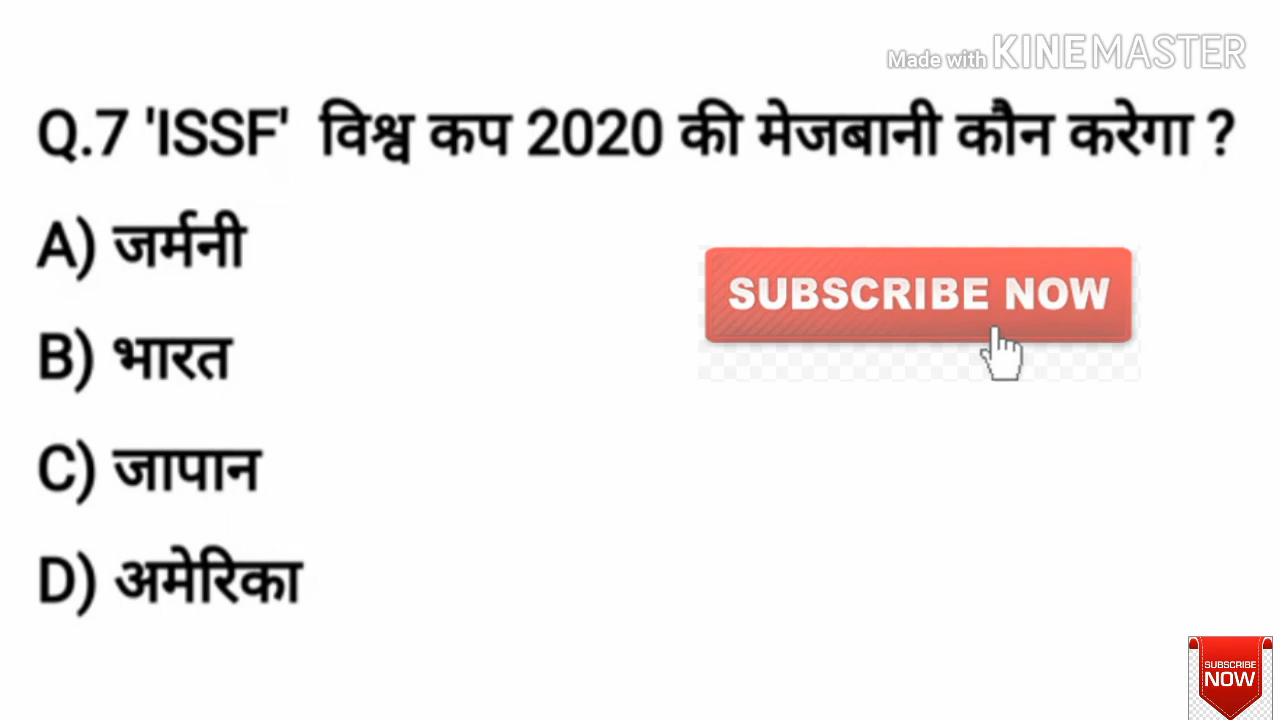 Made with KINEMASTER
Q.7 'ISSF' विश्व कप 2020 की मेजबानी कौन करेगा ?
A) जर्मनी
SUBSCRIBE NOW
B) भारत
C) जापान
D) अमेरिका
SUBSCRIBE
NOW